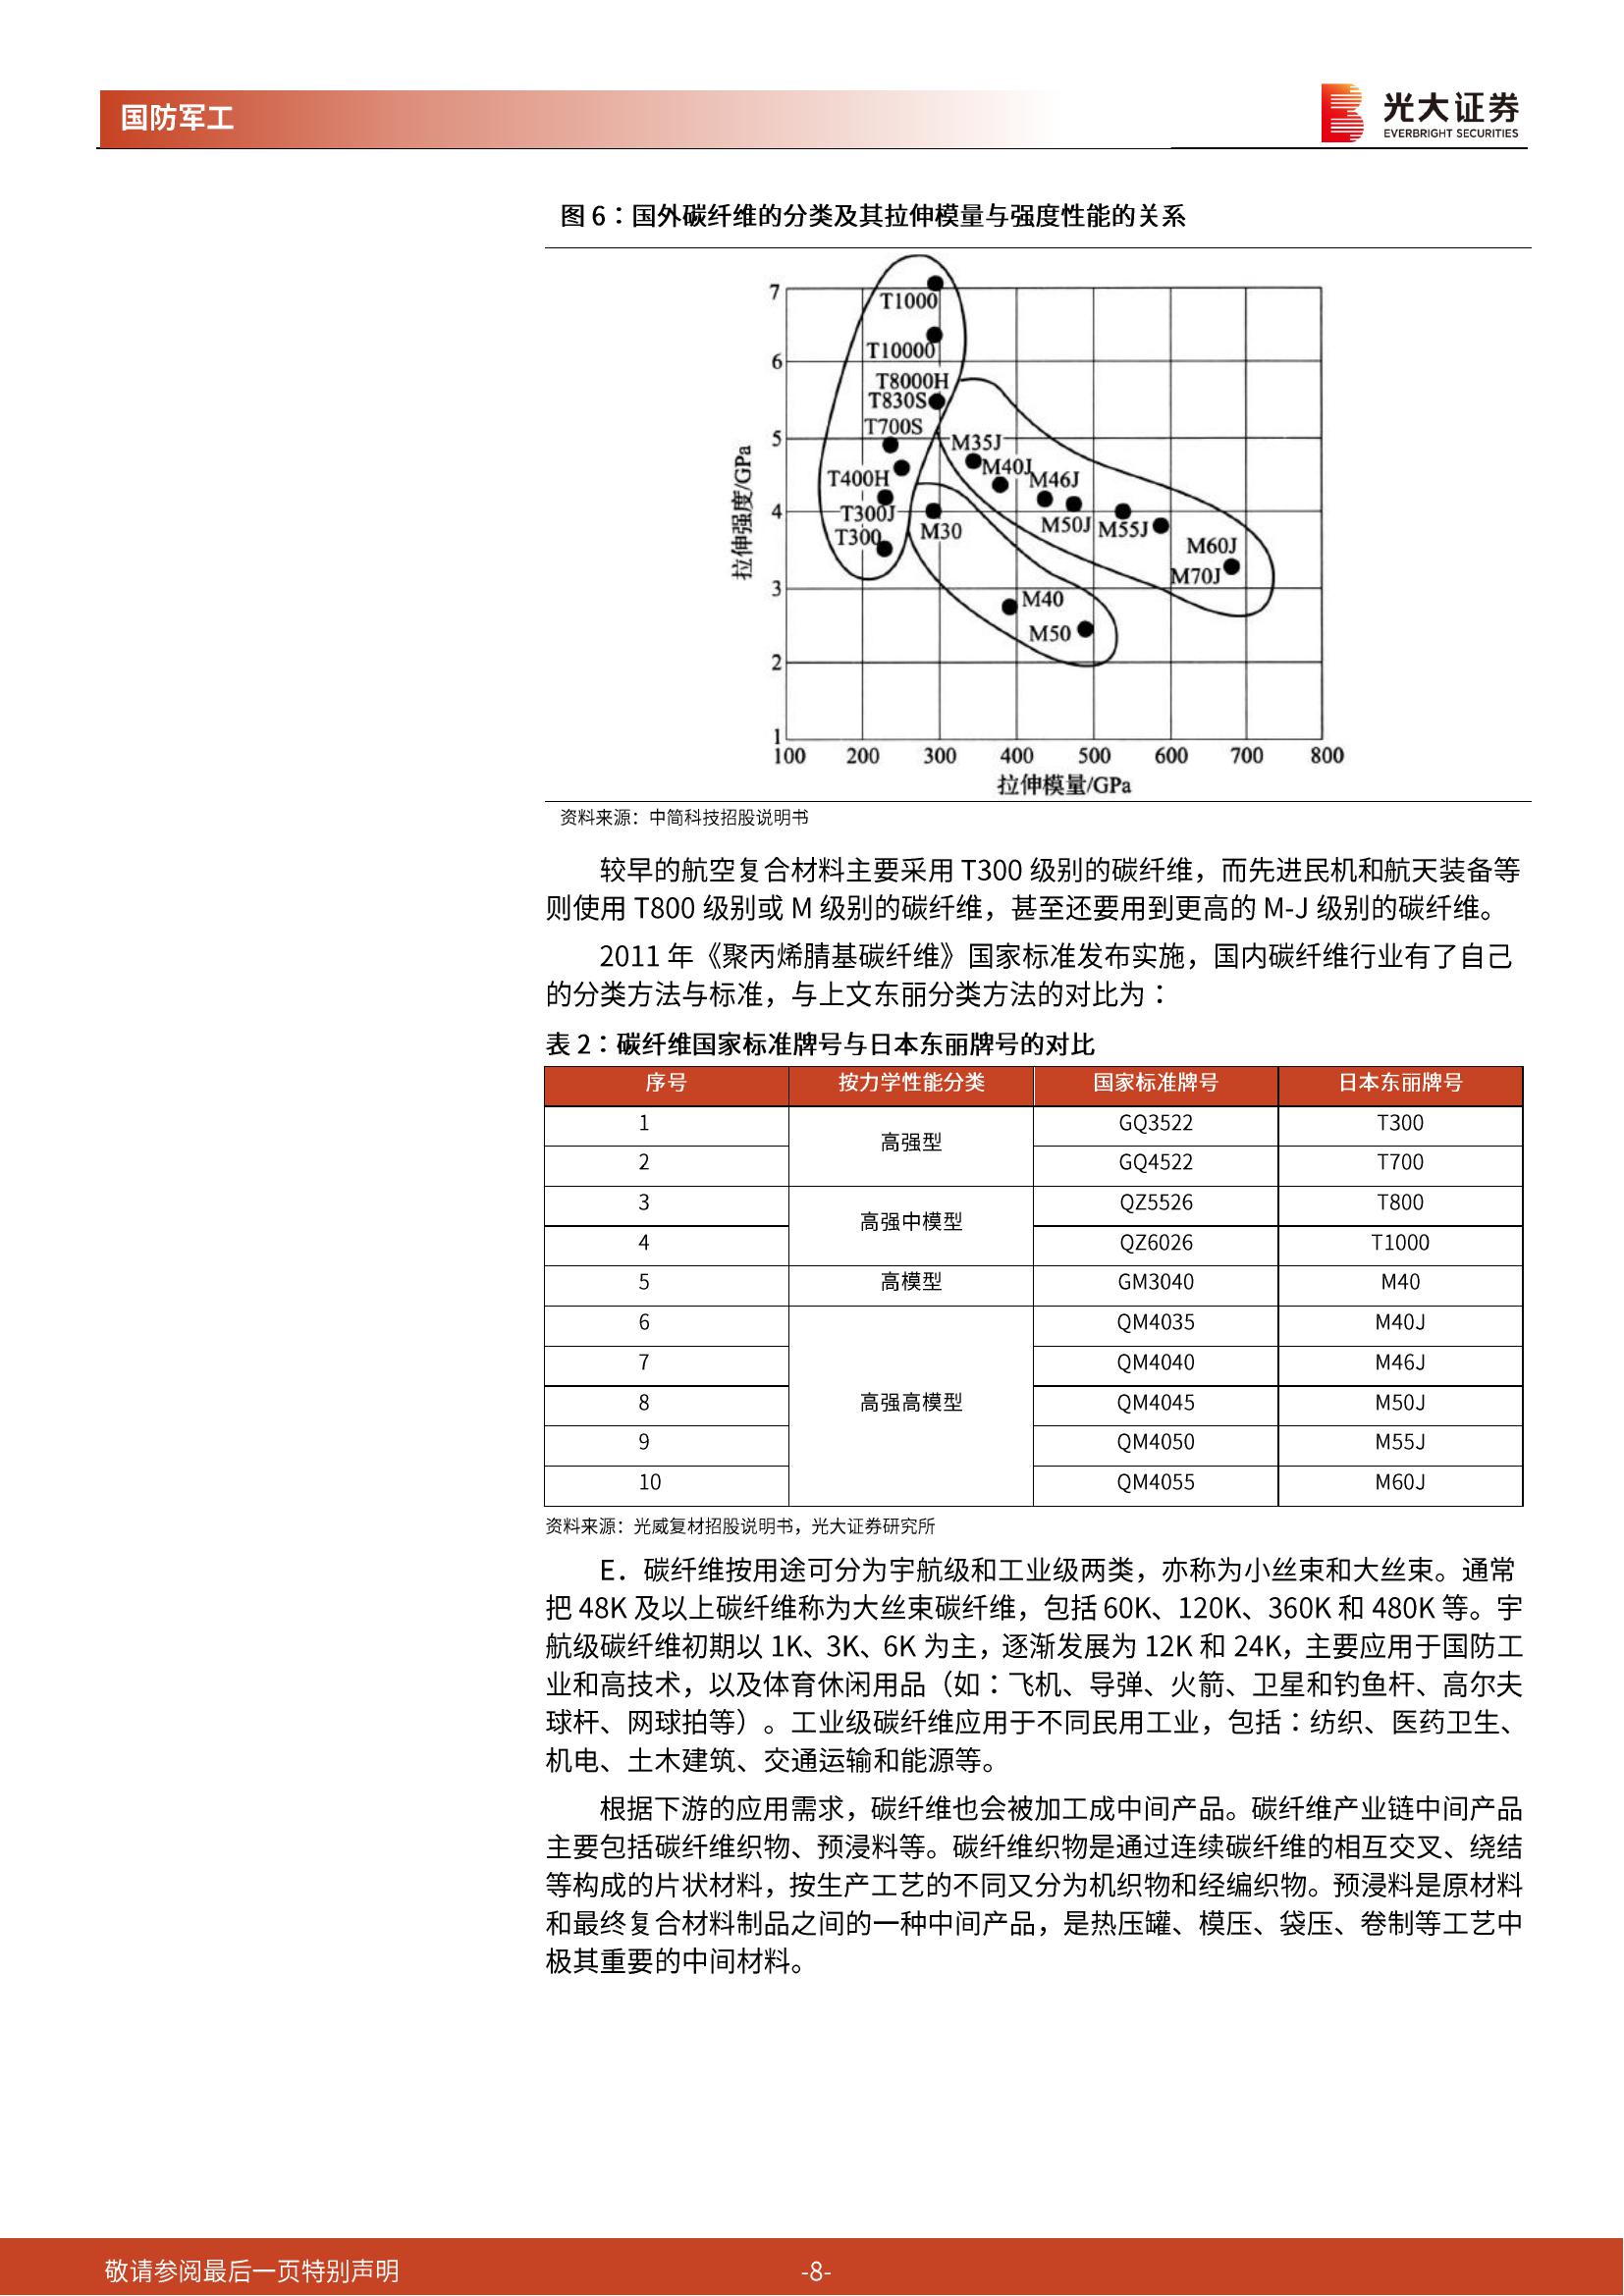 国防军工
光大证券
EVERBRIGHT SECURITIES
图 6：国外碳纤维的分类及其拉伸模量与强度性能的关系
7
T1000
T10000
6
T8000H
T830S
T700S
5
M35J
M40J
M46J
T400H
4
T300J
M30
M50J
M55J
T300
M60J
M70J
3
M40
M50
2
1
拉伸强度/GPa
100 200 300 400 500 600 700 800
拉伸模量/GPa
资料来源：中简科技招股说明书
较早的航空复合材料主要采用 T300 级别的碳纤维，而先进民机和航天装备等
则使用 T800 级别或 M 级别的碳纤维，甚至还要用到更高的 M-J 级别的碳纤维。
2011 年《聚丙烯腈基碳纤维》国家标准发布实施，国内碳纤维行业有了自己
的分类方法与标准，与上文东丽分类方法的对比为：
表 2：碳纤维国家标准牌号与日本东丽牌号的对比
序号 按力学性能分类 国家标准牌号 日本东丽牌号
1 高强型 GQ3522 T300
2 GQ4522 T700
3 高强中模型 QZ5526 T800
4 QZ6026 T1000
5 高模型 GM3040 M40
6 QM4035 M40J
7 QM4040 M46J
8 高强高模型 QM4045 M50J
9 QM4050 M55J
10 QM4055 M60J
资料来源：光威复材招股说明书，光大证券研究所
E．碳纤维按用途可分为宇航级和工业级两类，亦称为小丝束和大丝束。通常
把 48K 及以上碳纤维称为大丝束碳纤维，包括 60K、120K、360K 和 480K 等。宇
航级碳纤维初期以 1K、3K、6K 为主，逐渐发展为 12K 和 24K，主要应用于国防工
业和高技术，以及体育休闲用品（如：飞机、导弹、火箭、卫星和钓鱼杆、高尔夫
球杆、网球拍等）。工业级碳纤维应用于不同民用工业，包括：纺织、医药卫生、
机电、土木建筑、交通运输和能源等。
根据下游的应用需求，碳纤维也会被加工成中间产品。碳纤维产业链中间产品
主要包括碳纤维织物、预浸料等。碳纤维织物是通过连续碳纤维的相互交叉、绕结
等构成的片状材料，按生产工艺的不同又分为机织物和经编织物。预浸料是原材料
和最终复合材料制品之间的一种中间产品，是热压罐、模压、袋压、卷制等工艺中
极其重要的中间材料。
敬请参阅最后一页特别声明
-8-